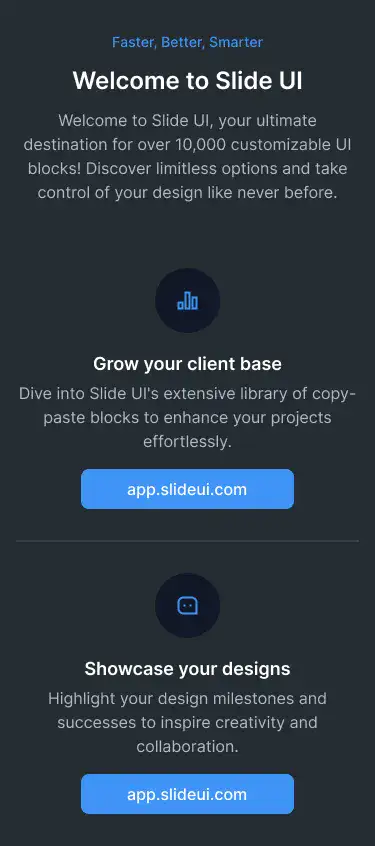 Faster, Better, Smarter
Welcome to Slide UI
Welcome to Slide UI, your ultimate
destination for over 10,000 customizable UI
blocks! Discover limitless options and take
control of your design like never before.
Grow your client base
Dive into Slide UI's extensive library of copy-
paste blocks to enhance your projects
effortlessly.
app.slideui.com
Showcase your designs
Highlight your design milestones and
successes to inspire creativity and
collaboration.
app.slideui.com